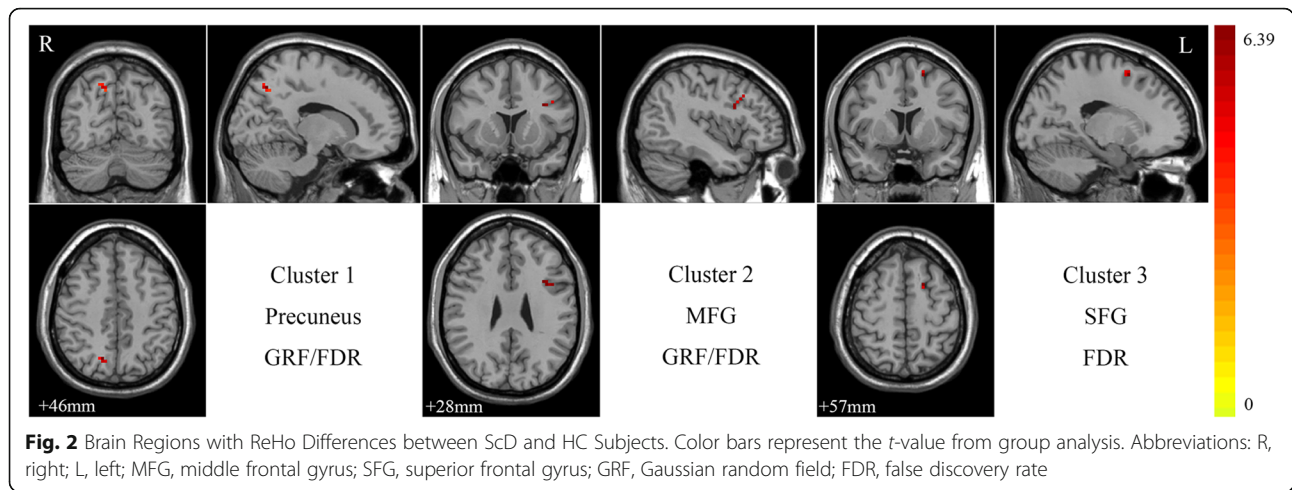 R
L
6.39
Cluster 1
Precuneus
GRF/FDR
Cluster 2
MFG
GRF/FDR
Cluster 3
SFG
FDR
+46mm
+28mm
+57mm
0
Fig. 2 Brain Regions with ReHo Differences between ScD and HC Subjects. Color bars represent the t-value from group analysis. Abbreviations: R,
right; L, left; MFG, middle frontal gyrus; SFG, superior frontal gyrus; GRF, Gaussian random field; FDR, false discovery rate